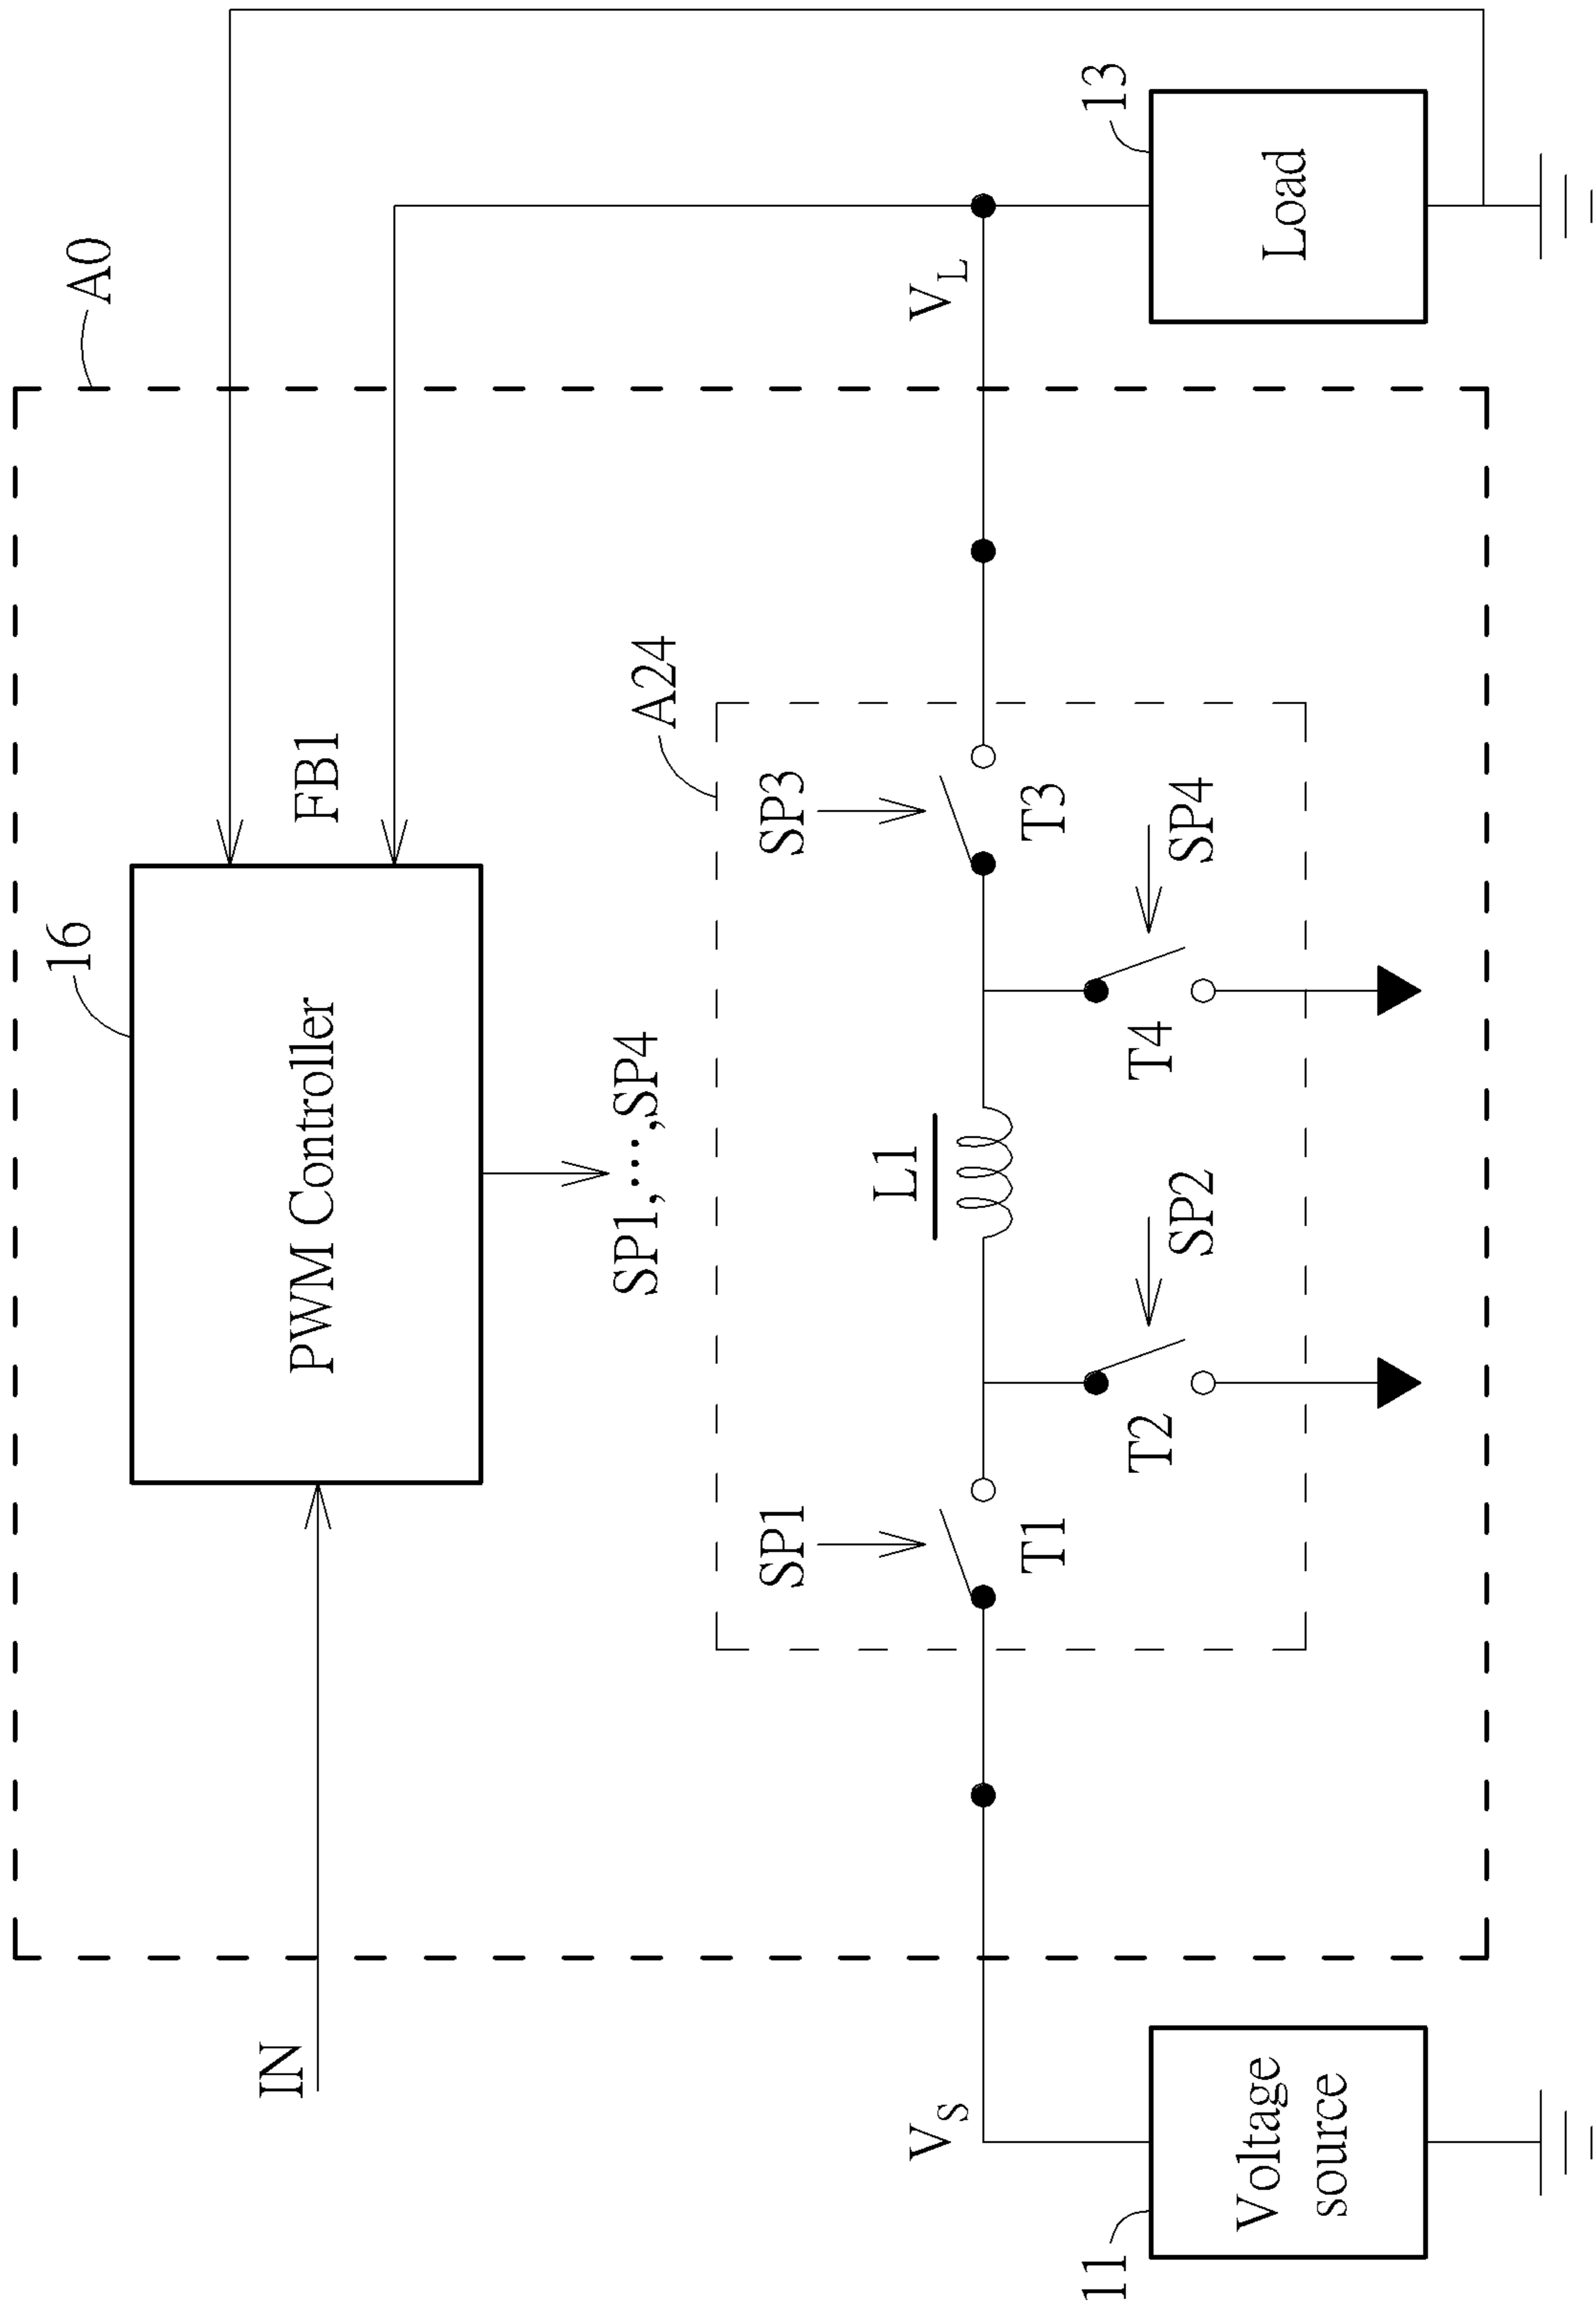 A0
16
PWM Controller
FB1
IN
SP1,...,SP4
A24
SP1
SP3
L1
V_S
V_L
T1
T3
11
13
T2
SP2
T4
SP4
Voltage
source
Load